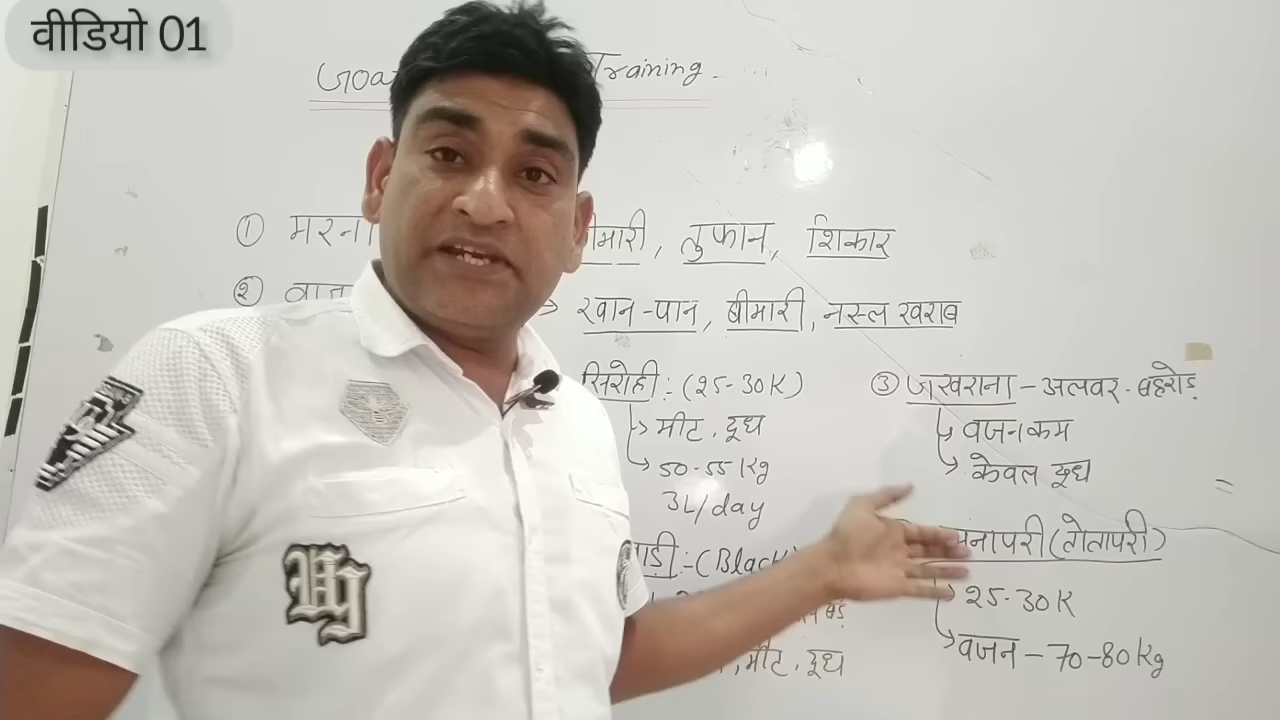 वीडियो 01
Training.
① मरना तुफान, शिकार
② खान-पान, बीमारी, नस्ल खराब
सिरोही :- (25-30K)
मीट, दूध
50-55 Kg
3L/day
:-(Black)
मीट, दूध
③ जखराना - अलवर - बहरोड़
वजन कम
केवल दूध
(तोतापरी)
25-30K
वजन - 70-80 Kg